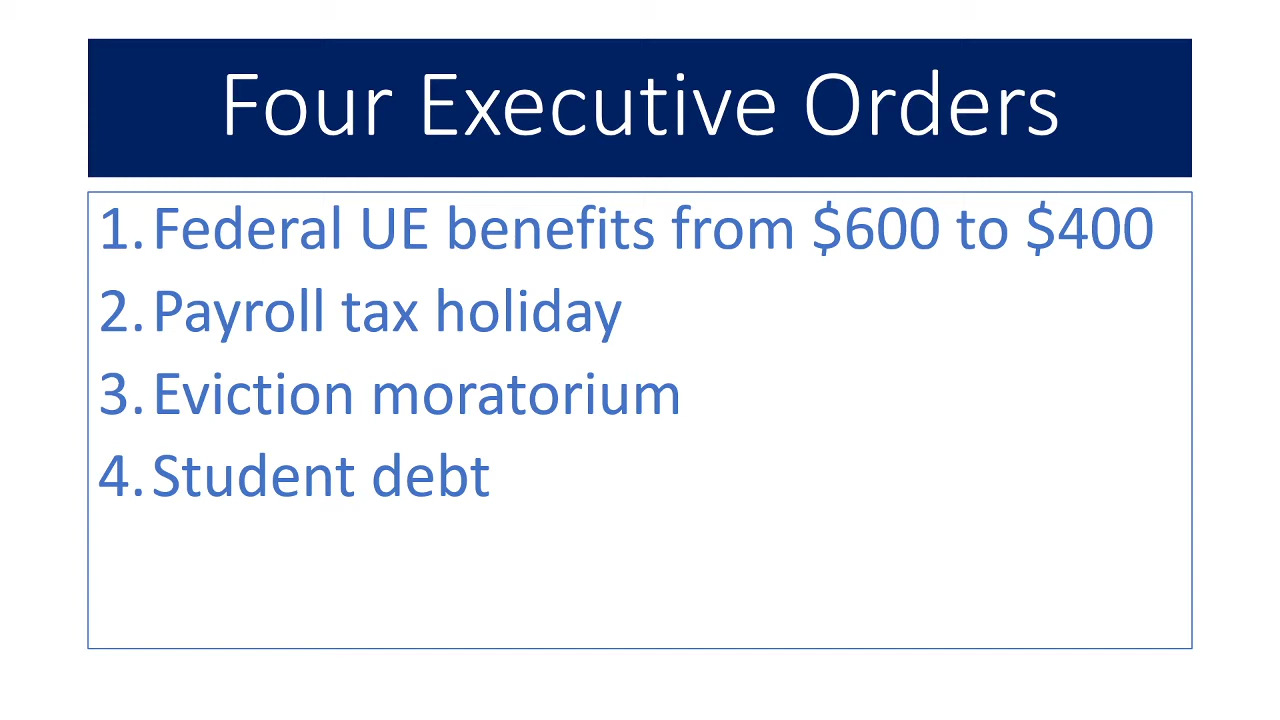 Four Executive Orders
1. Federal UE benefits from $600 to $400
2. Payroll tax holiday
3. Eviction moratorium
4. Student debt